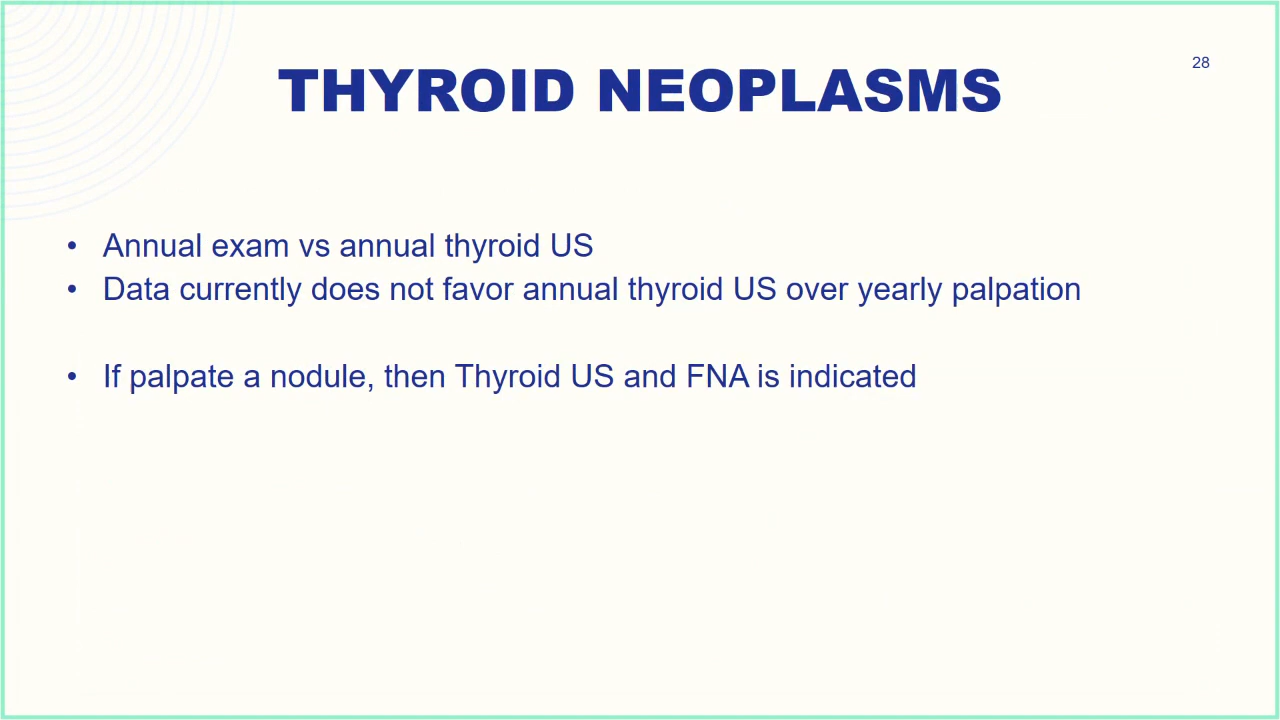 28
THYROID NEOPLASMS
• Annual exam vs annual thyroid US
• Data currently does not favor annual thyroid US over yearly palpation
• If palpate a nodule, then Thyroid US and FNA is indicated